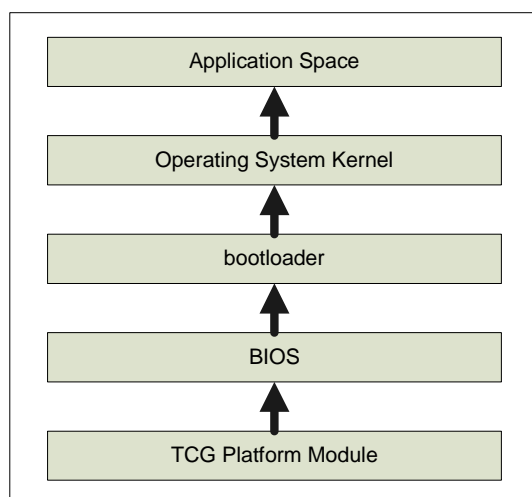 Application Space
Operating System Kernel
bootloader
BIOS
TCG Platform Module